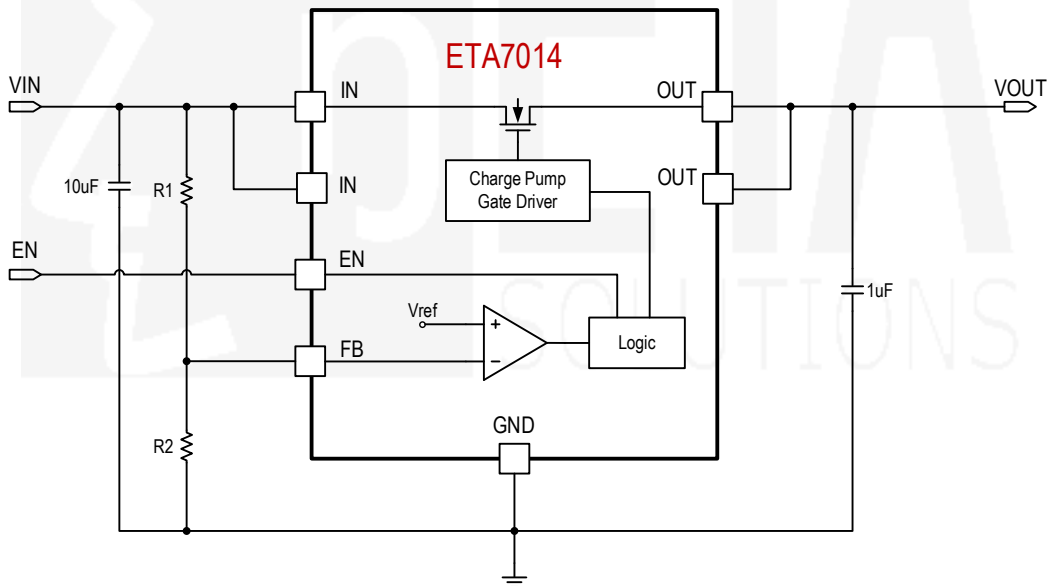 ETA7014
VIN
IN
OUT
VOUT
10uF
R1
IN
Charge Pump
Gate Driver
OUT
EN
EN
1uF
Vref
+
FB
−
Logic
R2
GND
ETA
SOLUTIONS